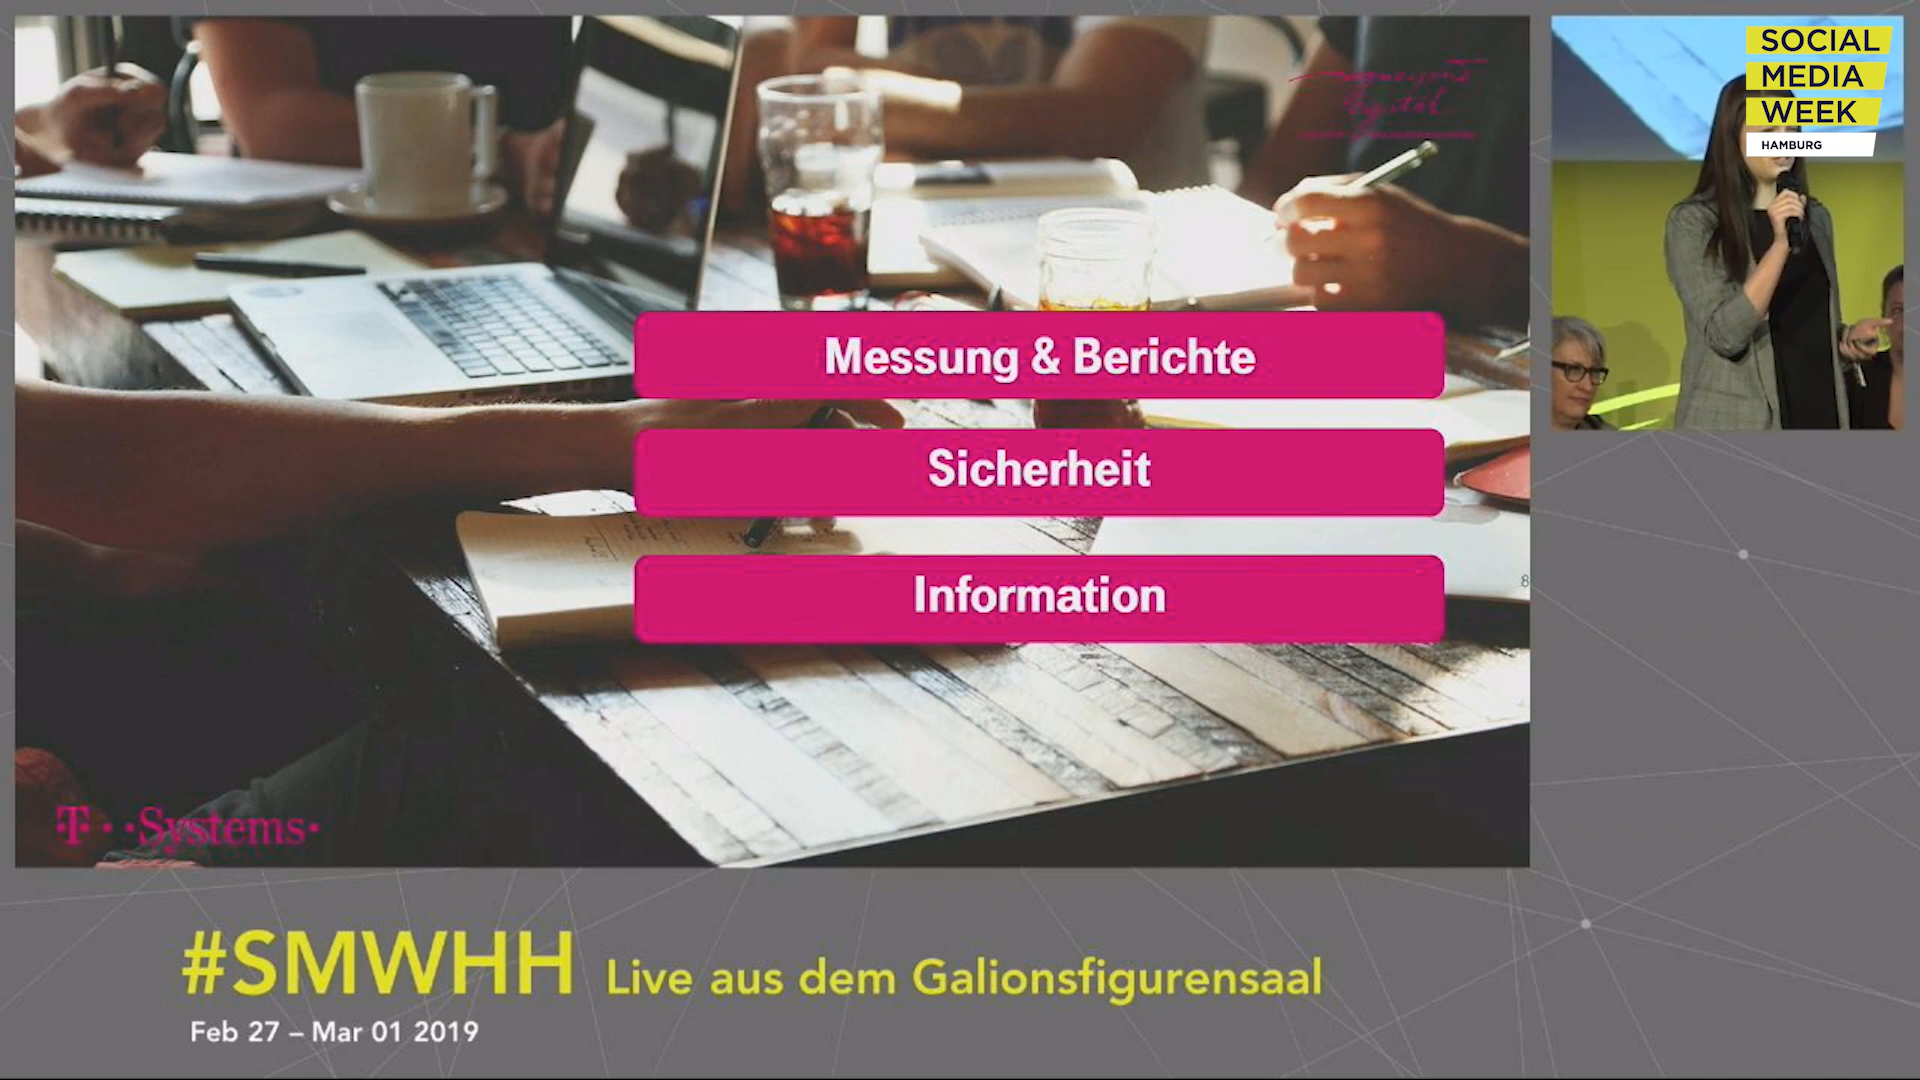 SOCIAL
MEDIA
WEEK
HAMBURG
Messung & Berichte
Sicherheit
Information
8
T · · Systems ·
#SMWHH Live aus dem Galionsfigurensaal
Feb 27 – Mar 01 2019